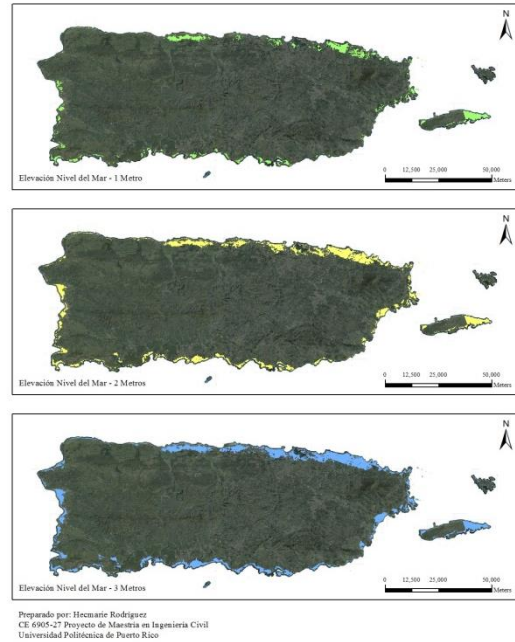 N
0 12,500 25,000 50,000
Meters
Elevación Nivel del Mar - 1 Metro
N
0 12,500 25,000 50,000
Meters
Elevación Nivel del Mar - 2 Metros
N
0 12,500 25,000 50,000
Meters
Elevación Nivel del Mar - 3 Metros
Preparado por: Hecmarie Rodríguez
CE 6905-27 Proyecto de Maestría en Ingeniería Civil
Universidad Politécnica de Puerto Rico